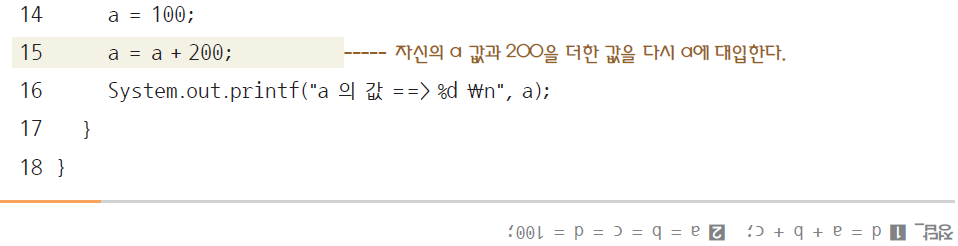 14 a = 100;
15 a = a + 200; ----- 자신의 a 값과 200을 더한 값을 다시 a에 대입한다.
16 System.out.printf("a 의 값 ==> %d ₩n", a);
17 }
18 }
정답_ 1 d = a + b + c; 2 a = b = c = d = 100;